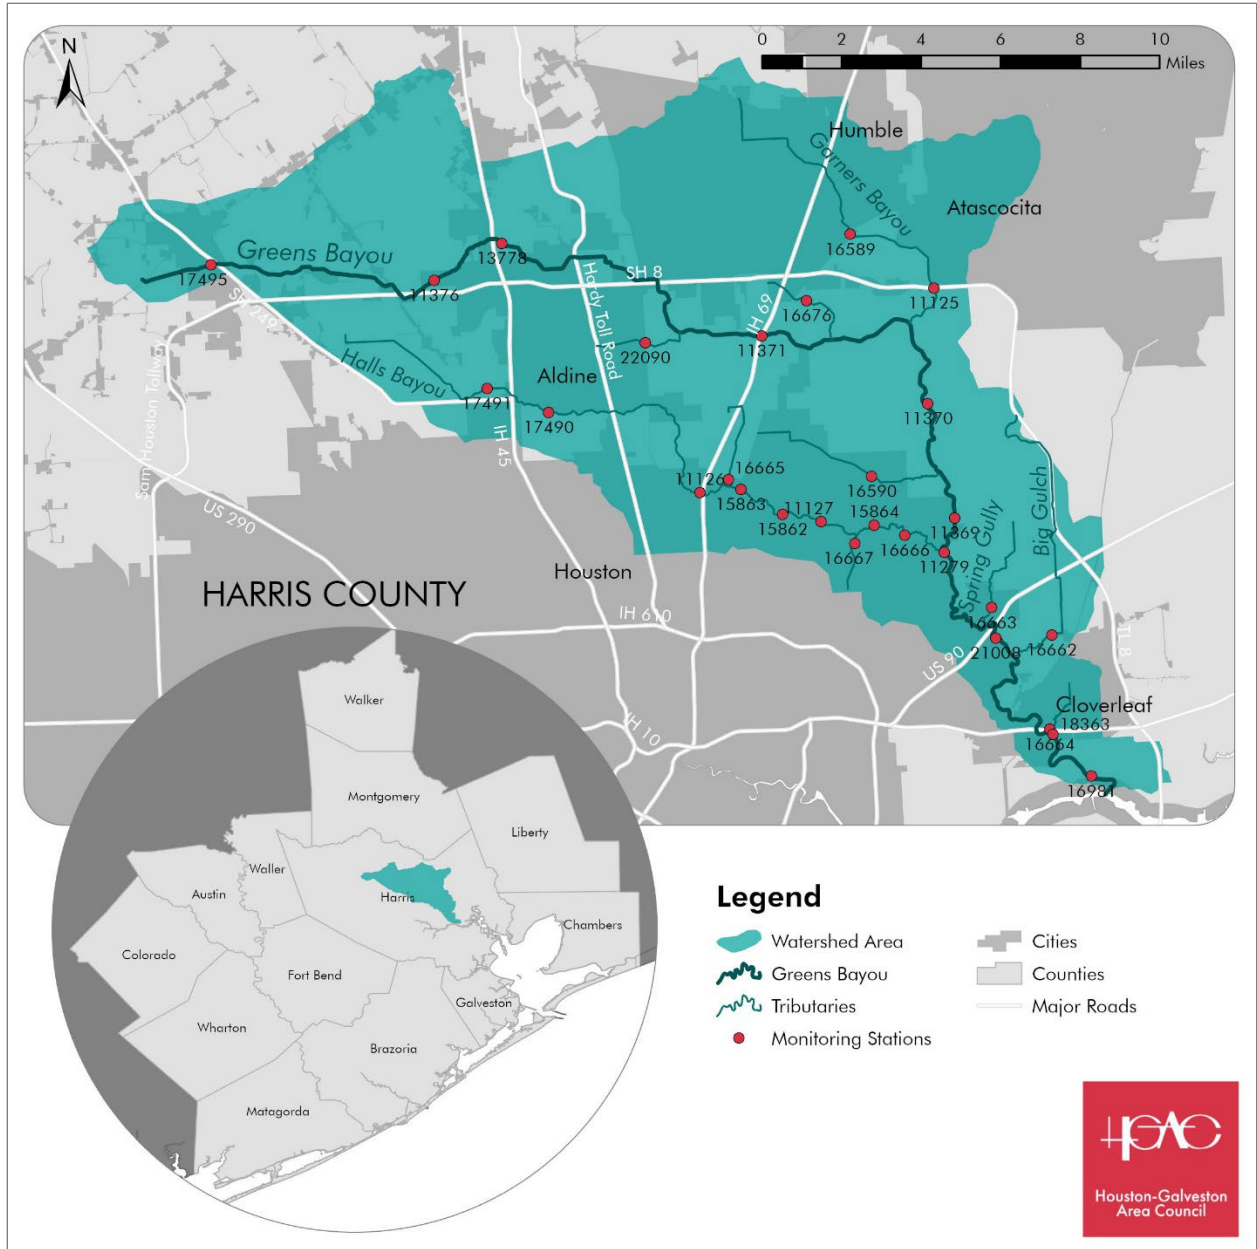 N
0 2 4 6 8 10
Miles
Humble
Garners Bayou
Atascocita
16589
Greens Bayou
13778
17495
11376
SH 8
11125
SH 249
Hardy Toll Road
IH 69
16676
22090
11371
Halls Bayou
Aldine
17491
17490
11370
Sam Houston Tollway
IH 45
US 290
11126
16665
15863
16590
15862
11127
15864
11369
Big Gulch
16667
16666
11279
Spring Gully
Houston
HARRIS COUNTY
IH 610
16663
21008
16662
TL 8
US 90
Cloverleaf
18363
16664
IH 10
16981
Walker
Montgomery
Liberty
Waller
Austin
Harris
Chambers
Colorado
Fort Bend
Galveston
Wharton
Brazoria
Matagorda
Legend
Watershed Area
Greens Bayou
Tributaries
Monitoring Stations
Cities
Counties
Major Roads
HGAC
Houston-Galveston
Area Council